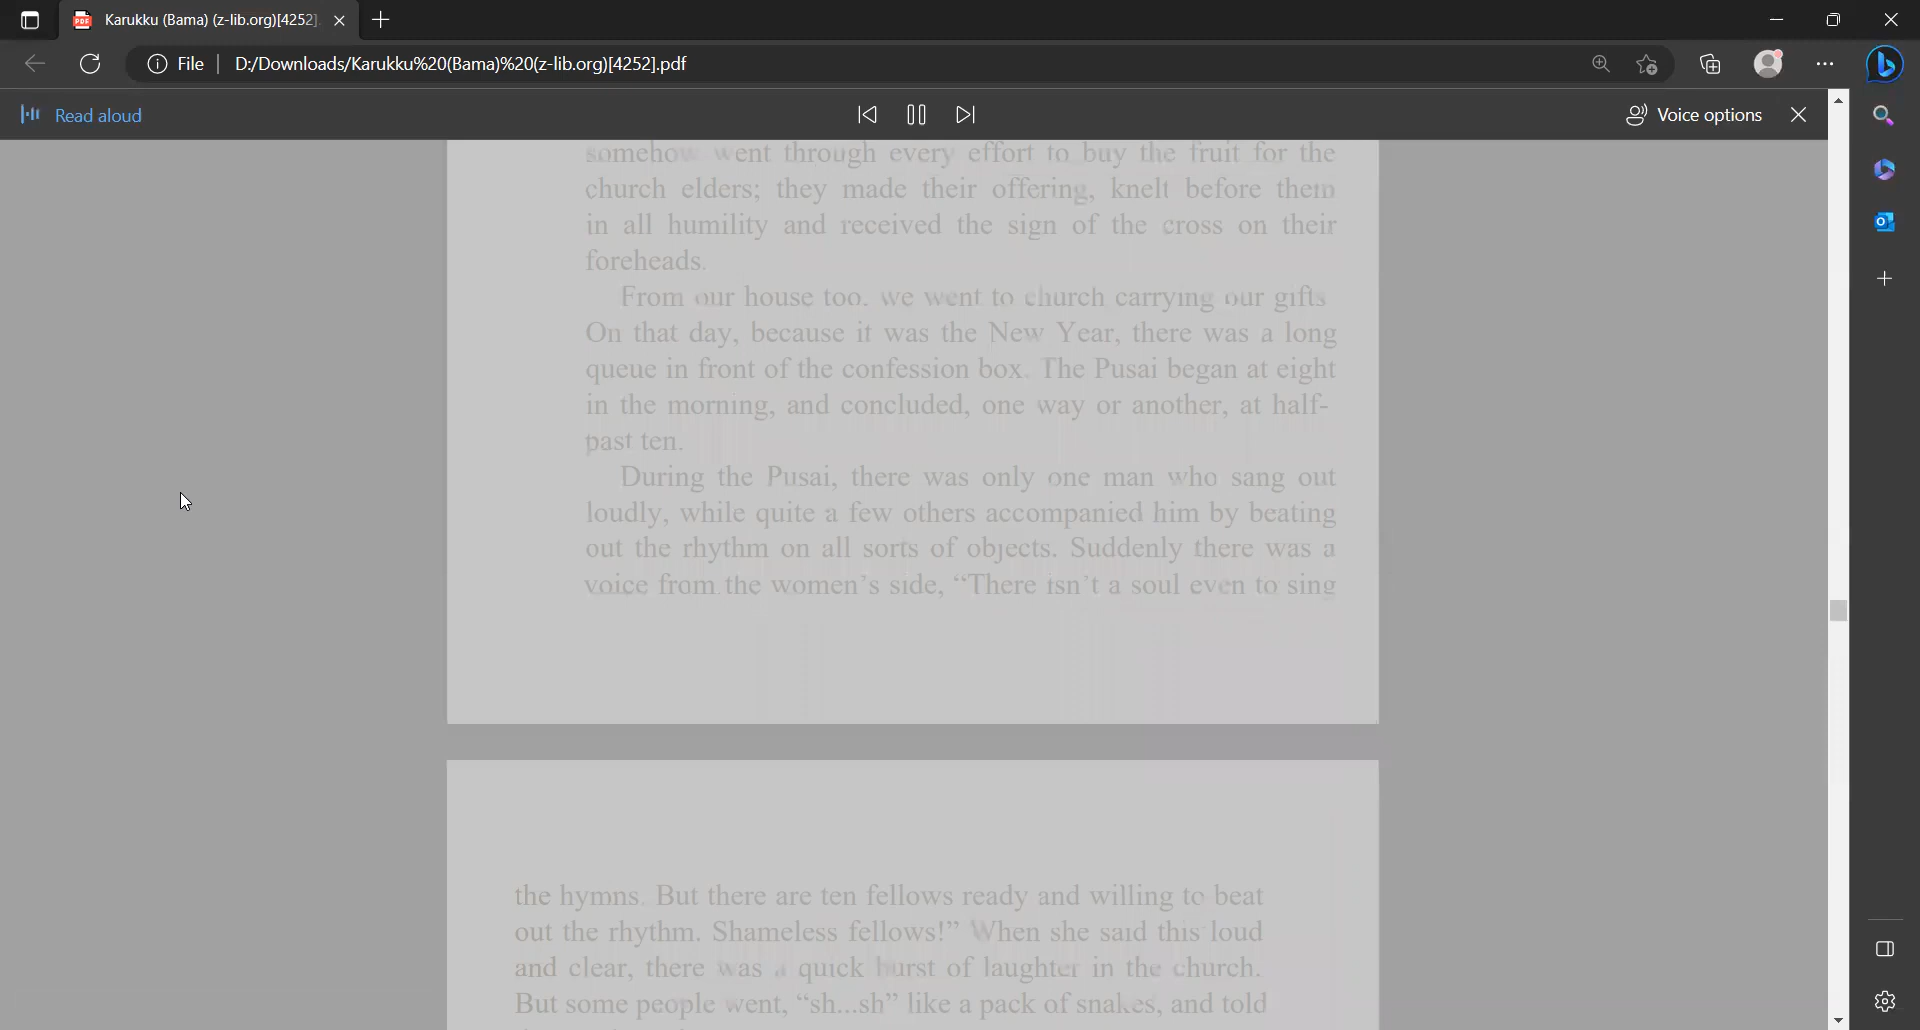 Karukku (Bama) (z-lib.org)[4252].
File
D:/Downloads/Karukku%20(Bama)%20(z-lib.org)[4252].pdf
Read aloud
Voice options
somehow went through every effort to buy the fruit for the
church elders; they made their offering, knelt before them
in all humility and received the sign of the cross on their
foreheads.
From our house too, we went to church carrying our gifts
On that day, because it was the New Year, there was a long
queue in front of the confession box. The Pusai began at eight
in the morning, and concluded, one way or another, at half-
past ten.
During the Pusai, there was only one man who sang out
loudly, while quite a few others accompanied him by beating
out the rhythm on all sorts of objects. Suddenly there was a
voice from the women's side, “There isn't a soul even to sing
the hymns. But there are ten fellows ready and willing to beat
out the rhythm. Shameless fellows!” When she said this loud
and clear, there was a quick burst of laughter in the church.
But some people went, “sh...sh” like a pack of snakes, and told